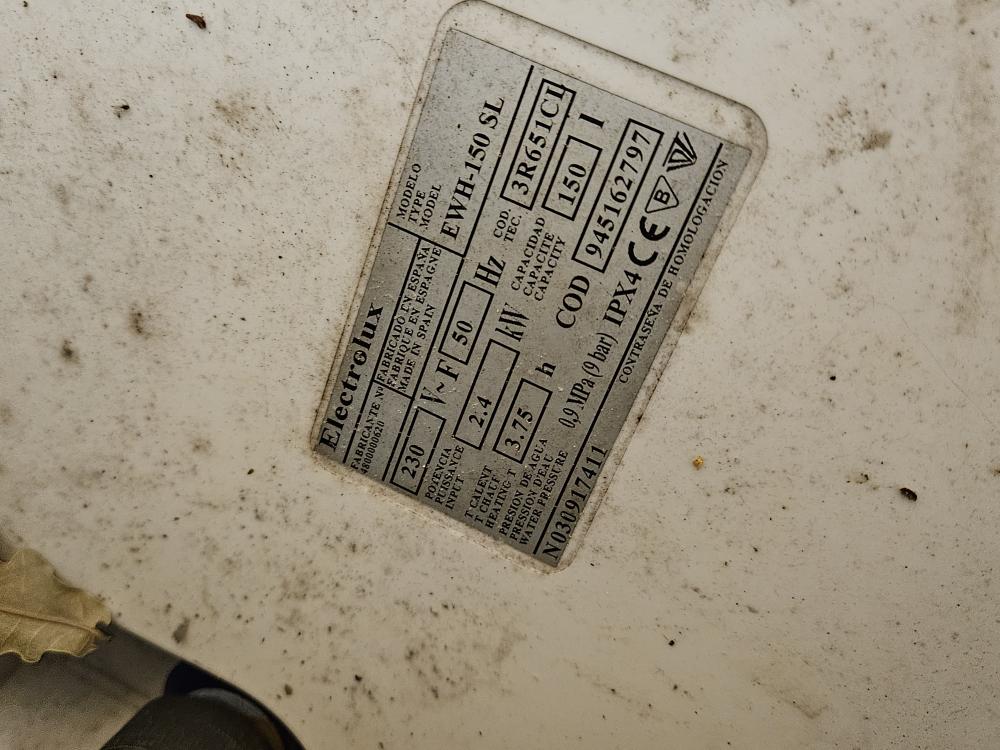 Electrolux
FABRICANTE Nº
4800000620
FABRICADO EN ESPAÑA
FABRIQUE EN ESPAGNE
MADE IN SPAIN
MODELO
TYPE
MODEL
EWH-150 SL
230 V~ F 50 Hz
COD.
TEC.
3R651CL
POTENCIA
PUISSANCE
INPUT
2.4 kW
CAPACIDAD
CAPACITE
CAPACITY
150 I
T CALENT
T CHAUF
HEATING T
3.75 h
COD 945162797
PRESION DE AGUA
PRESSION D'EAU
WATER PRESSURE
0,9 MPa (9 bar) IPX4 CE B
N030917411
CONTRASEÑA DE HOMOLOGACION